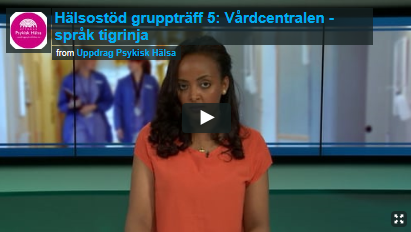 Hälsostöd gruppträff 5: Vårdcentralen -
språk tigrinja
Psykisk Hälsa
from Uppdrag Psykisk Hälsa